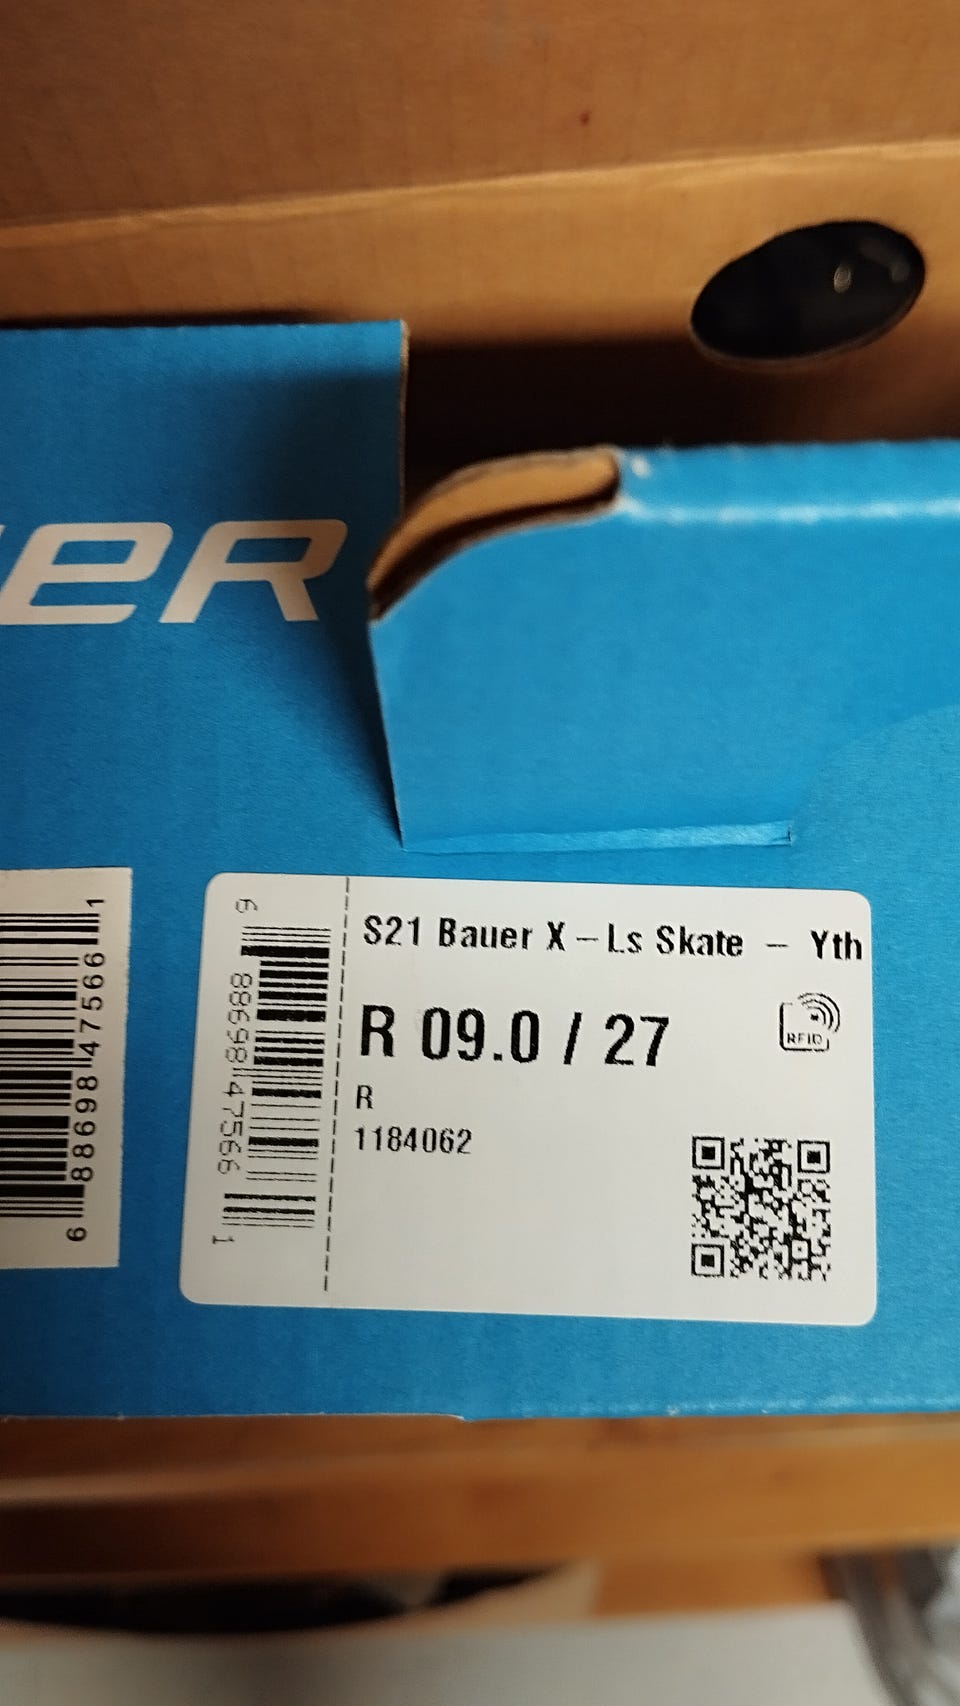 eR
S21 Bauer X - Ls Skate - Yth
R 09.0 / 27
R
1184062
RFID
6 88698 47566 1
6 88698 47566 1